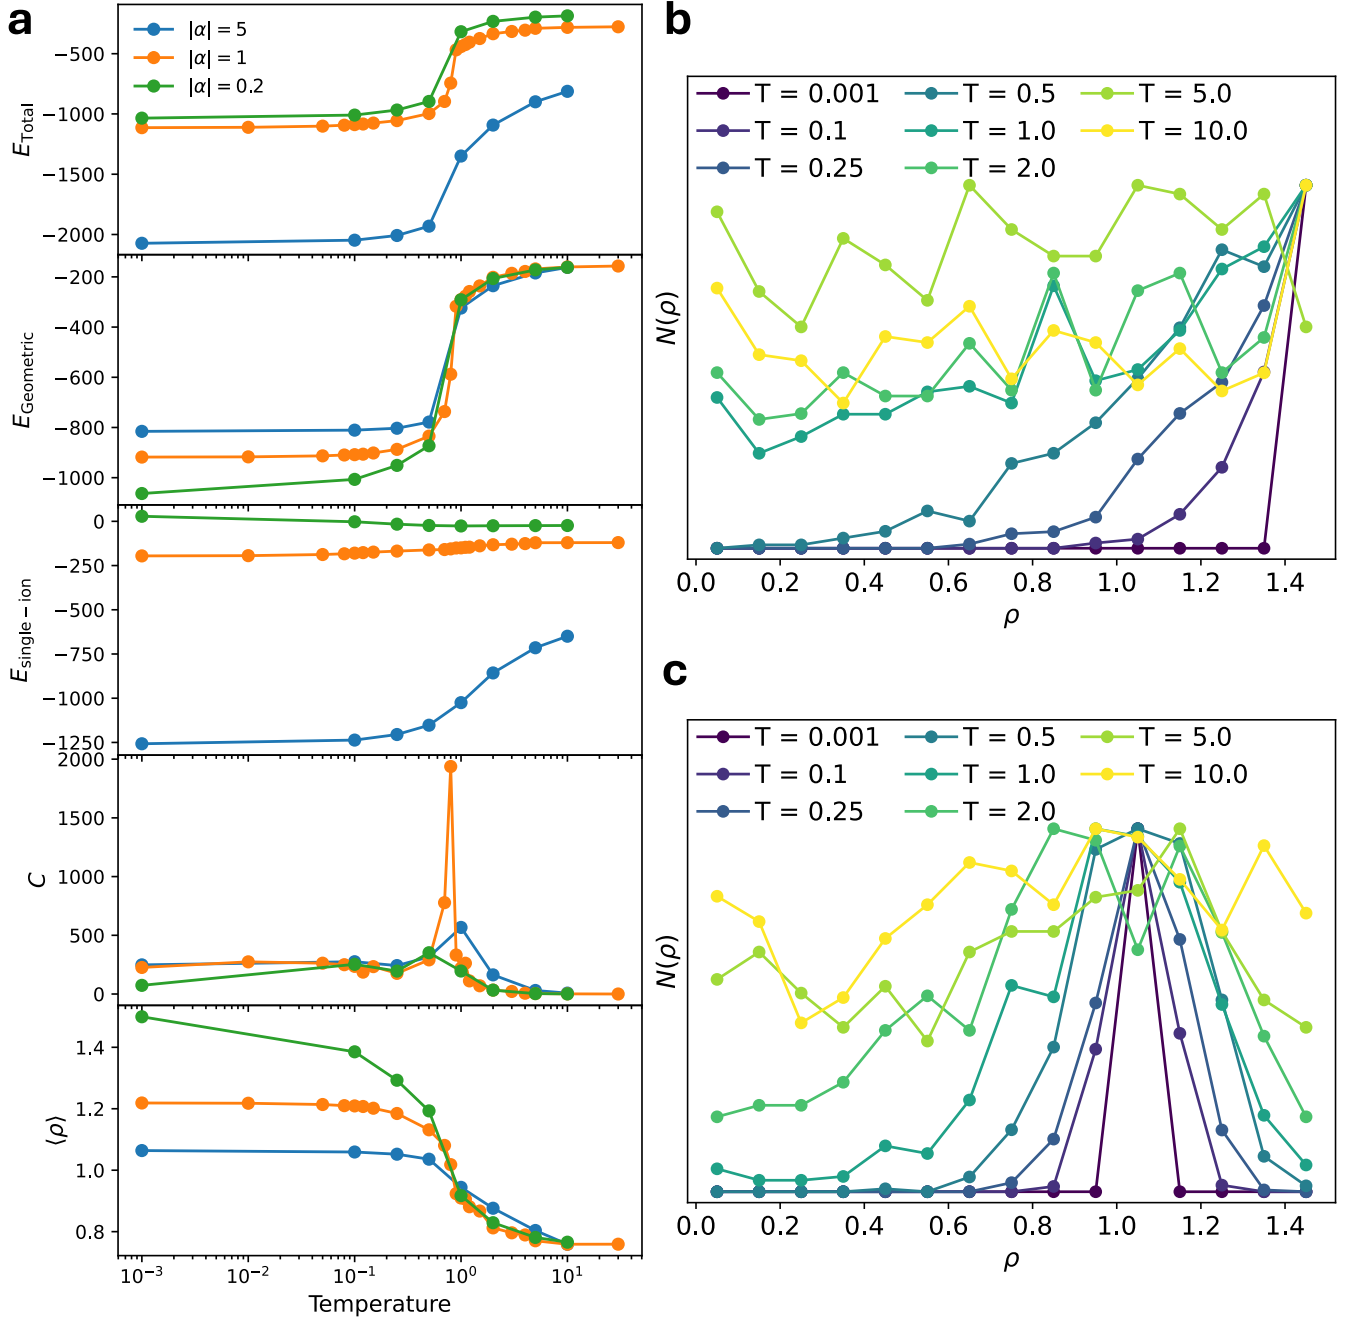 a
|α| = 5
|α| = 1
|α| = 0.2
E_Total
−500
−1000
−1500
−2000
E_Geometric
−200
−400
−600
−800
−1000
E_single−ion
0
−250
−500
−750
−1000
−1250
C
2000
1500
1000
500
0
⟨ρ⟩
1.4
1.2
1.0
0.8
10⁻³ 10⁻² 10⁻¹ 10⁰ 10¹
Temperature
b
T = 0.001 T = 0.5 T = 5.0
T = 0.1 T = 1.0 T = 10.0
T = 0.25 T = 2.0
N(ρ)
0.0 0.2 0.4 0.6 0.8 1.0 1.2 1.4
ρ
c
T = 0.001 T = 0.5 T = 5.0
T = 0.1 T = 1.0 T = 10.0
T = 0.25 T = 2.0
N(ρ)
0.0 0.2 0.4 0.6 0.8 1.0 1.2 1.4
ρ